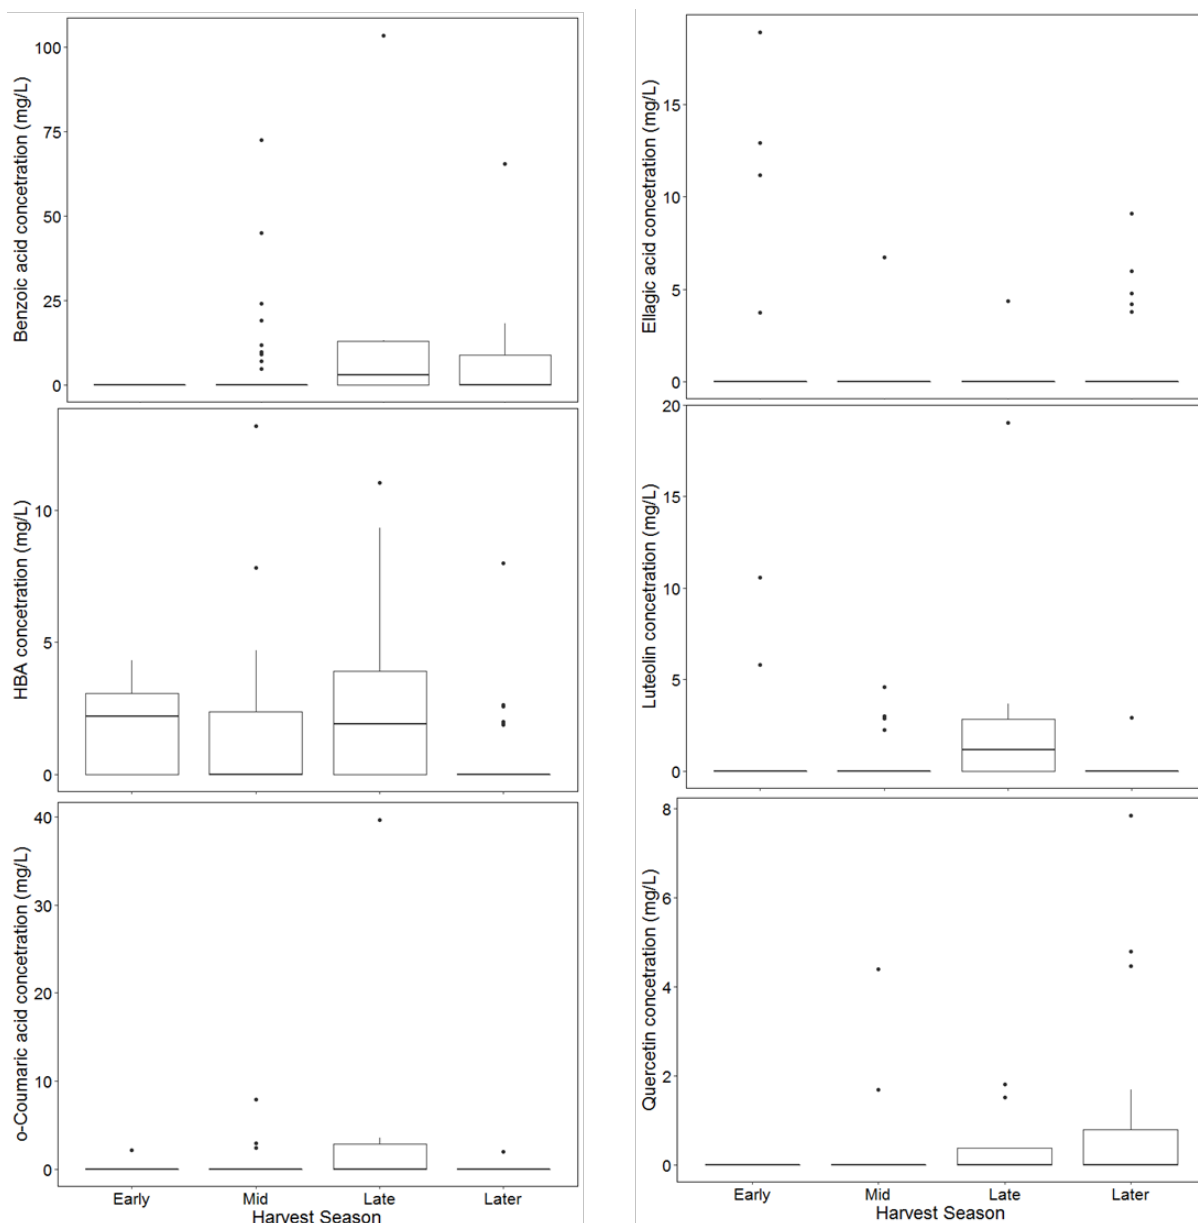 Benzoic acid concetration (mg/L)
100
75
50
25
0
HBA concetration (mg/L)
10
5
0
o-Coumaric acid concetration (mg/L)
40
30
20
10
0
Early Mid Late Later
Harvest Season
Ellagic acid concetration (mg/L)
15
10
5
0
Luteolin concetration (mg/L)
20
15
10
5
0
Quercetin concetration (mg/L)
8
6
4
2
0
Early Mid Late Later
Harvest Season